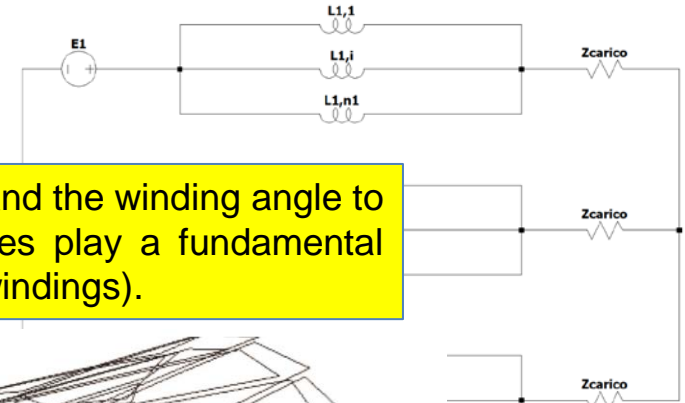 L1,1
E1
L1,i
Zcarico
L1,n1
nd the winding angle to
es play a fundamental
vindings).
Zcarico
Zcarico